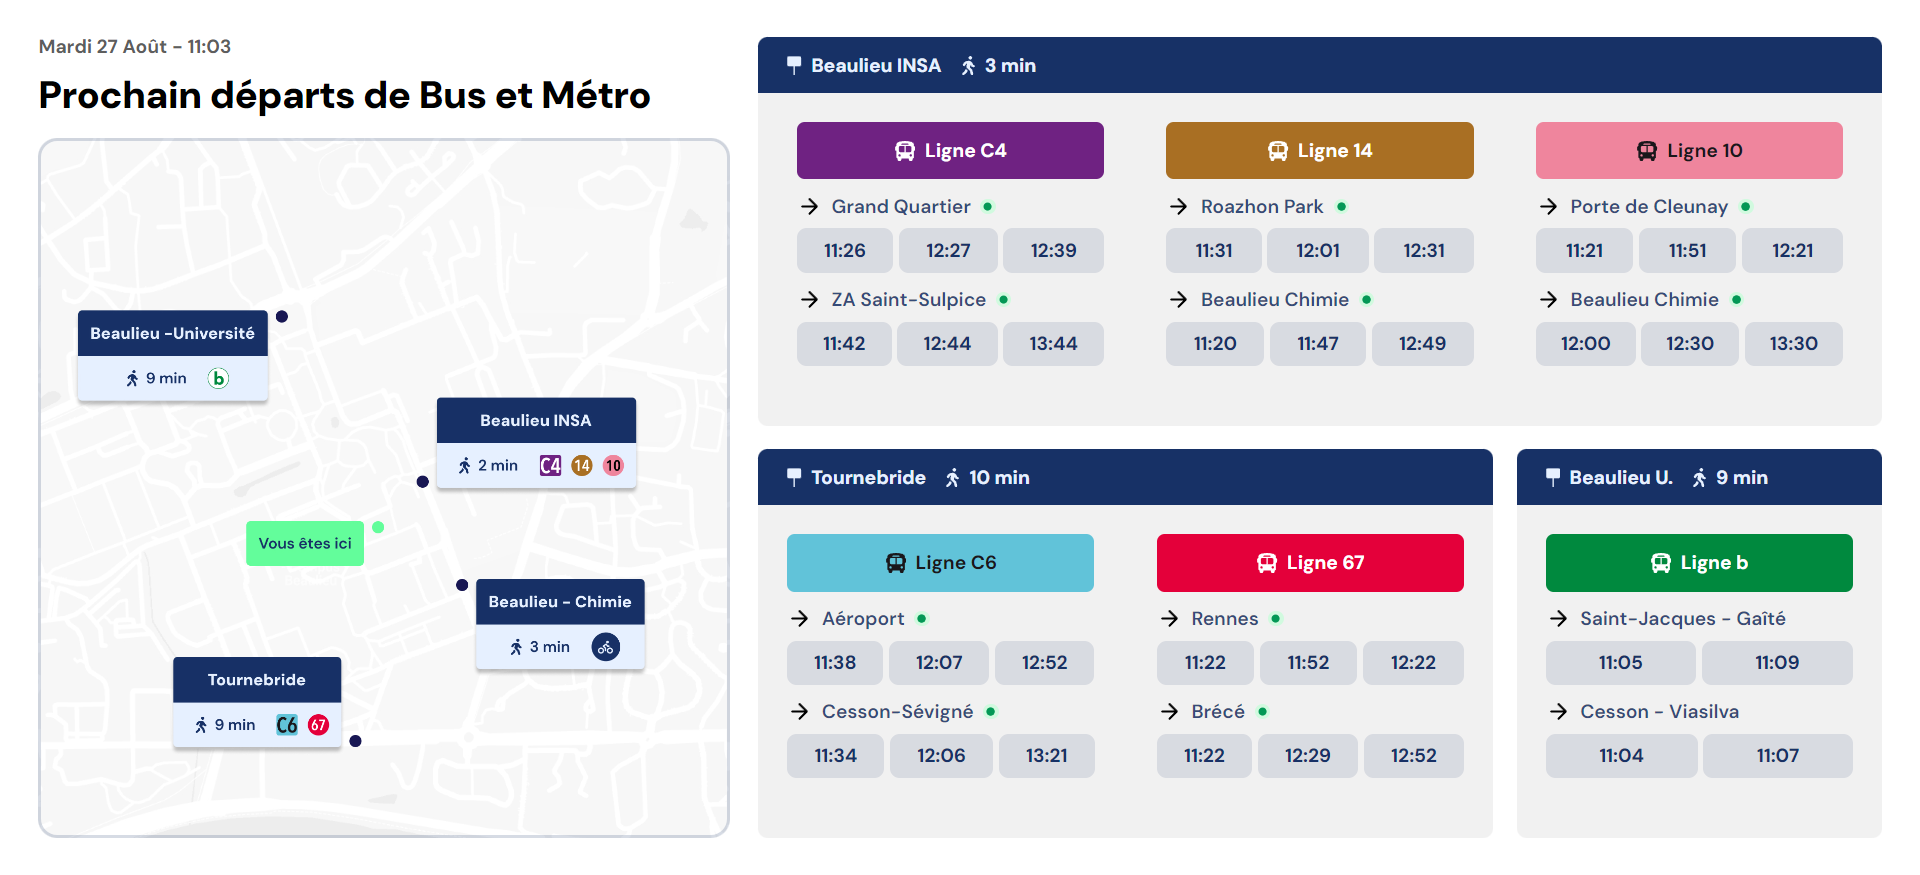 Mardi 27 Août - 11:03
Prochain départs de Bus et Métro
Beaulieu -Université
9 min b
Beaulieu INSA
2 min C4 14 10
Vous êtes ici
Beaulieu - Chimie
3 min
Tournebride
9 min C6 67
Beaulieu INSA 3 min
Ligne C4
Grand Quartier
11:26 12:27 12:39
ZA Saint-Sulpice
11:42 12:44 13:44
Ligne 14
Roazhon Park
11:31 12:01 12:31
Beaulieu Chimie
11:20 11:47 12:49
Ligne 10
Porte de Cleunay
11:21 11:51 12:21
Beaulieu Chimie
12:00 12:30 13:30
Tournebride 10 min
Ligne C6
Aéroport
11:38 12:07 12:52
Cesson-Sévigné
11:34 12:06 13:21
Ligne 67
Rennes
11:22 11:52 12:22
Brécé
11:22 12:29 12:52
Beaulieu U. 9 min
Ligne b
Saint-Jacques - Gaîté
11:05 11:09
Cesson - Viasilva
11:04 11:07